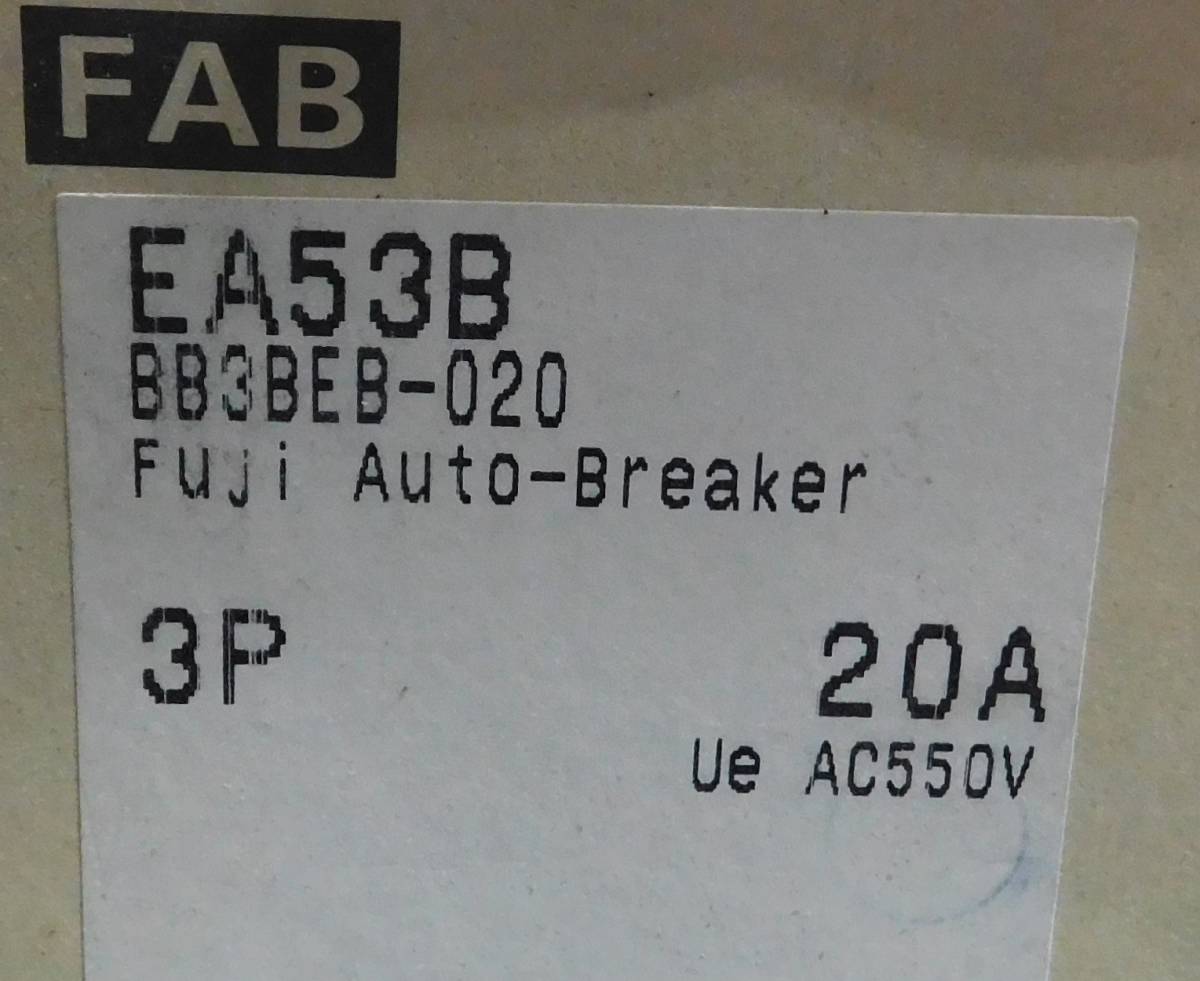 FAB
EA53B
BB3BEB-020
Fuji Auto-Breaker
3P 20A
Ue AC550V